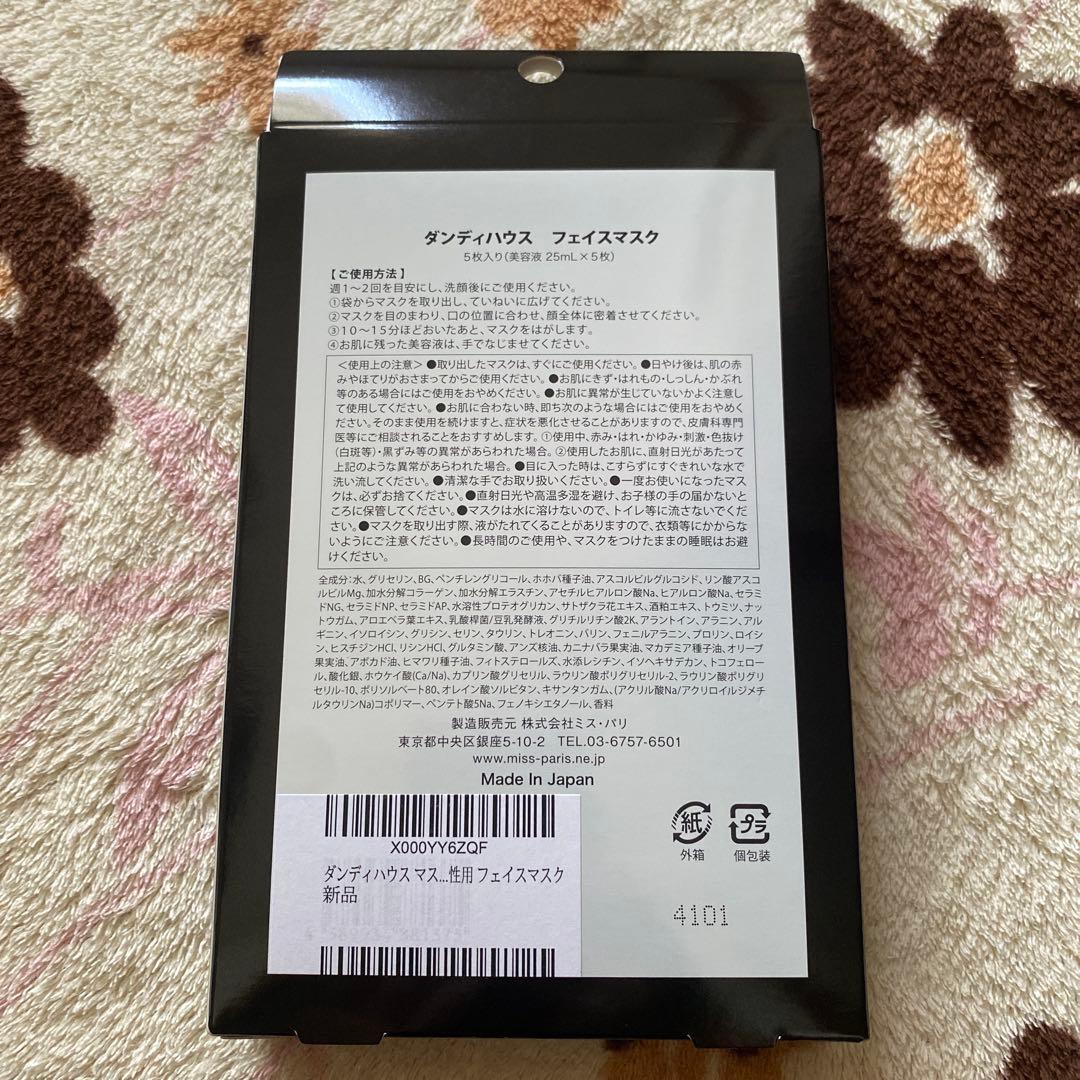 ダンディハウス　フェイスマスク
5枚入り(美容液 25mL×5枚)
【ご使用方法】
週1～2回を目安にし、洗顔後にご使用ください。
①袋からマスクを取り出し、ていねいに広げてください。
②マスクを目のまわり、口の位置に合わせ、顔全体に密着させてください。
③10～15分ほどおいたあと、マスクをはがします。
④お肌に残った美容液は、手でなじませてください。
＜使用上の注意＞●取り出したマスクは、すぐにご使用ください。●日やけ後は、肌の赤
みやほてりがおさまってからご使用ください。●お肌にきず・はれもの・しっしん・かぶれ
等のある場合にはご使用をおやめください。●お肌に異常が生じていないかよく注意し
て使用してください。●お肌に合わない時、即ち次のような場合にはご使用をおやめく
ださい。そのまま使用を続けますと、症状を悪化させることがありますので、皮膚科専門
医等にご相談されることをおすすめします。①使用中、赤み・はれ・かゆみ・刺激・色抜け
(白斑等)・黒ずみ等の異常があらわれた場合。②使用したお肌に、直射日光があたって
上記のような異常があらわれた場合。●目に入った時は、こすらずにすぐきれいな水で
洗い流してください。●清潔な手でお取り扱いください。●一度お使いになったマス
クは、必ずお捨てください。●直射日光や高温多湿を避け、お子様の手の届かないと
ころに保管してください。●マスクは水に溶けないので、トイレ等に流さないでくだ
さい。●マスクを取り出す際、液がたれてくることがありますので、衣類等にかからな
いようにご注意ください。●長時間のご使用や、マスクをつけたままの睡眠はお避
けください。
全成分：水、グリセリン、BG、ペンチレングリコール、ホホバ種子油、アスコルビルグルコシド、リン酸アスコ
ルビルMg、加水分解コラーゲン、加水分解エラスチン、アセチルヒアルロン酸Na、ヒアルロン酸Na、セラミ
ドNG、セラミドNP、セラミドAP、水溶性プロテオグリカン、サトザクラ花エキス、酒粕エキス、トウミツ、ナッ
トウガム、アロエベラ葉エキス、乳酸桿菌/豆乳発酵液、グリチルリチン酸2K、アラントイン、アラニン、アル
ギニン、イソロイシン、グリシン、セリン、タウリン、トレオニン、バリン、フェニルアラニン、プロリン、ロイシ
ン、ヒスチジンHCl、リシンHCl、グルタミン酸、アンズ核油、カニナバラ果実油、マカデミア種子油、オリーブ
果実油、アボカド油、ヒマワリ種子油、フィトステロールズ、水添レシチン、イソヘキサデカン、トコフェロー
ル、酸化銀、ホウケイ酸(Ca/Na)、カプリン酸グリセリル、ラウリン酸ポリグリセリル-2、ラウリン酸ポリグリ
セリル-10、ポリソルベート80、オレイン酸ソルビタン、キサンタンガム、(アクリル酸Na/アクリロイルジメチ
ルタウリンNa)コポリマー、ペンテト酸5Na、フェノキシエタノール、香料
製造販売元 株式会社ミス・パリ
東京都中央区銀座5-10-2　TEL.03-6757-6501
www.miss-paris.ne.jp
Made In Japan
紙 プラ
外箱 個包装
X000YY6ZQF
ダンディハウス マス...性用 フェイスマスク
新品
4101